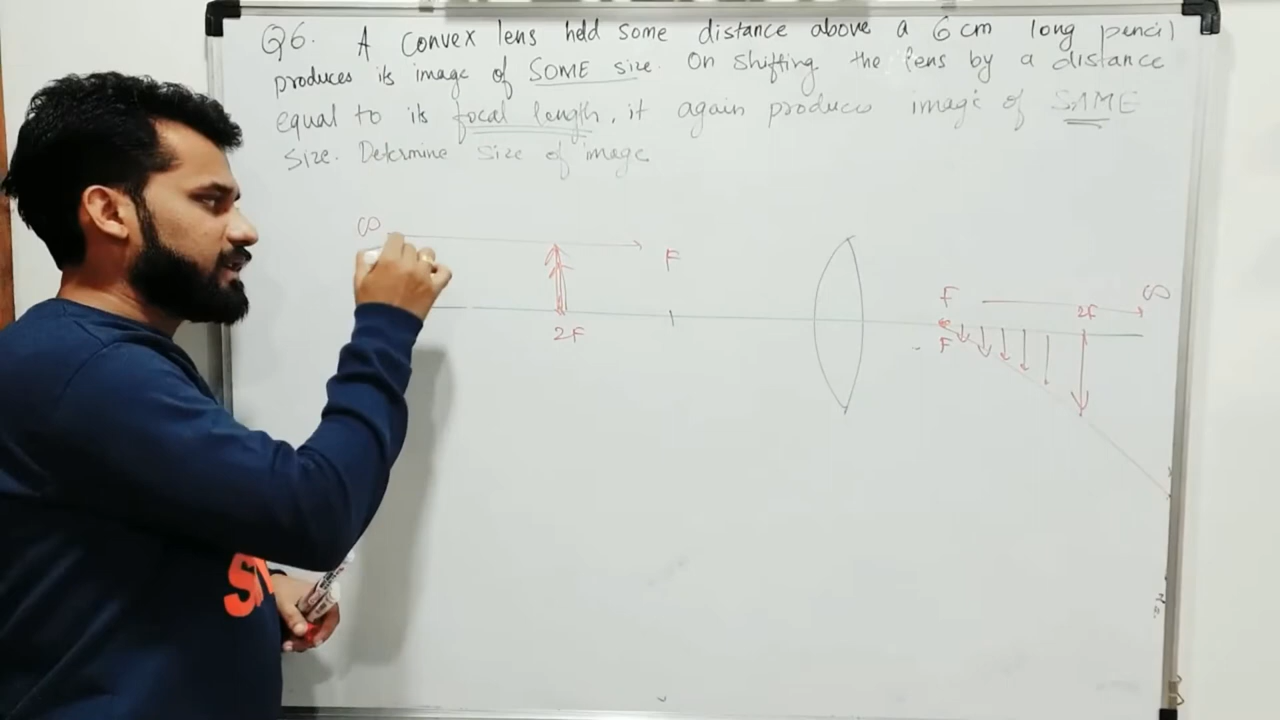 Q6. A Convex lens held some distance above a 6 cm long pencil
produces its image of SOME size. On shifting the lens by a distance
equal to its focal length, it again produces image of SAME
Size. Determine Size of image
∞
F
F
∞
2F
2F
F